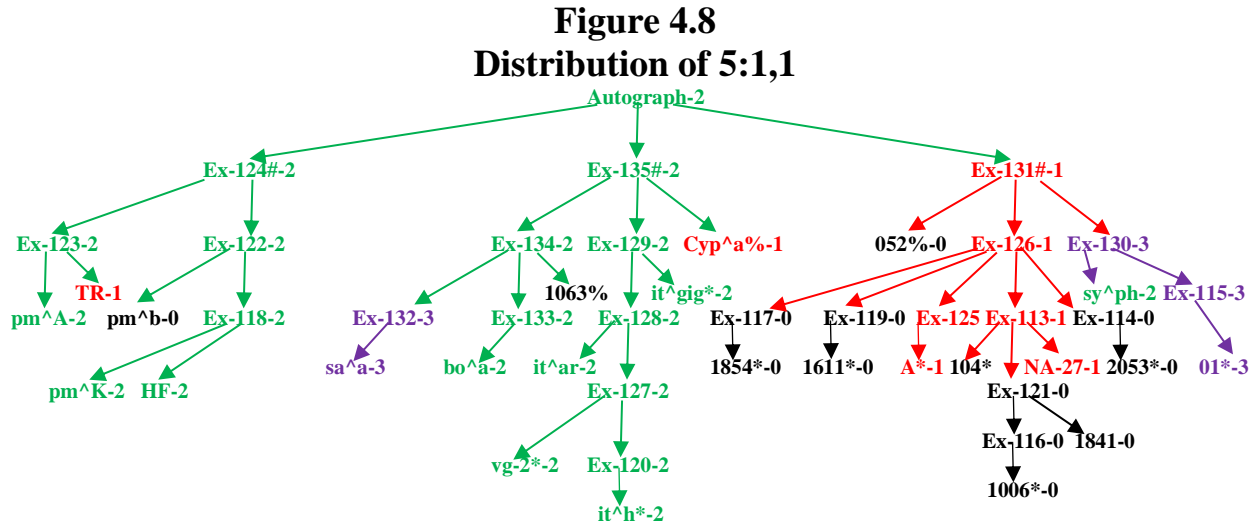 Figure 4.8
Distribution of 5:1,1
Autograph-2
Ex-124#-2 Ex-135#-2 Ex-131#-1
Ex-123-2 Ex-122-2 Ex-134-2 Ex-129-2 Cyp^a%-1 052%-0 Ex-126-1 Ex-130-3
TR-1 1063% it^gig*-2 sy^ph-2 Ex-115-3
pm^A-2 pm^b-0 Ex-118-2 Ex-132-3 Ex-133-2 Ex-128-2 Ex-117-0 Ex-119-0 Ex-125 Ex-113-1 Ex-114-0
sa^a-3 bo^a-2 it^ar-2 1854*-0 1611*-0 A*-1 104* NA-27-1 2053*-0 01*-3
pm^K-2 HF-2 Ex-127-2 Ex-121-0
Ex-116-0 1841-0
vg-2*-2 Ex-120-2
1006*-0
it^h*-2